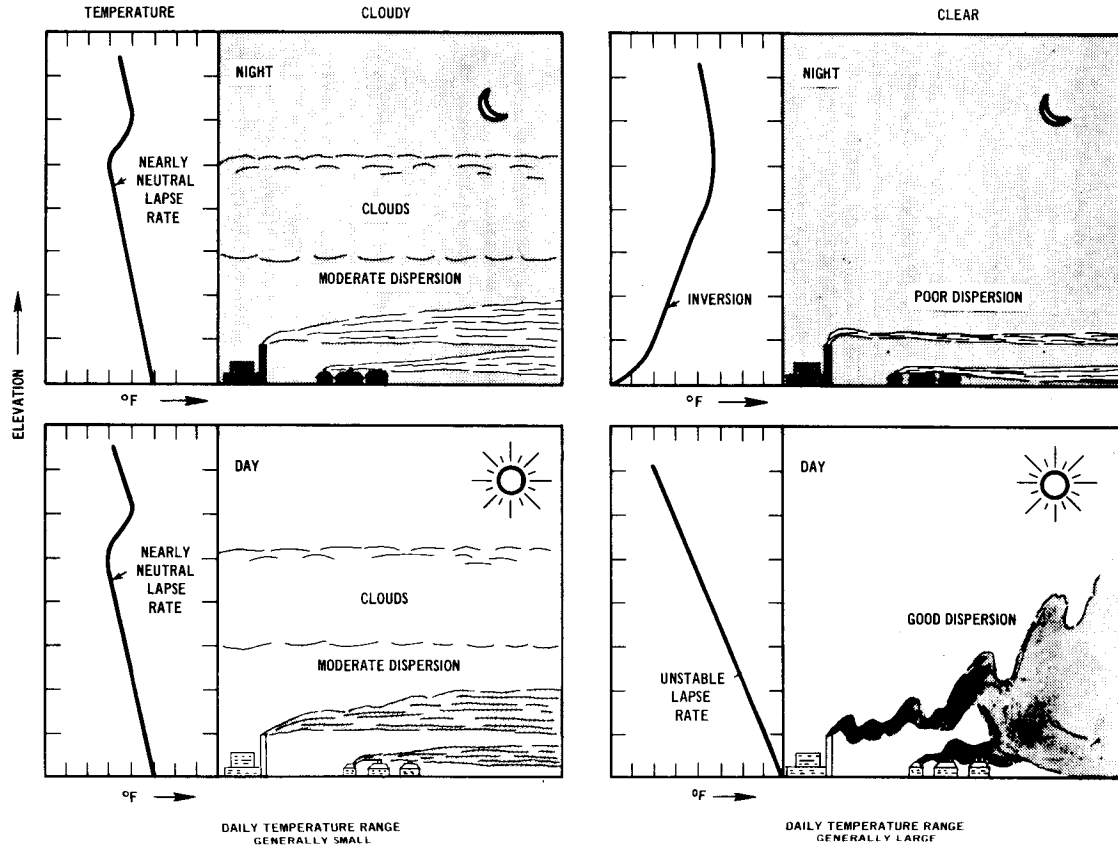 TEMPERATURE
CLOUDY
CLEAR
NIGHT
NEARLY
NEUTRAL
LAPSE
RATE
CLOUDS
MODERATE DISPERSION
°F
NIGHT
INVERSION
POOR DISPERSION
°F
ELEVATION
DAY
NEARLY
NEUTRAL
LAPSE
RATE
CLOUDS
MODERATE DISPERSION
°F
DAY
GOOD DISPERSION
UNSTABLE
LAPSE
RATE
°F
DAILY TEMPERATURE RANGE
GENERALLY SMALL
DAILY TEMPERATURE RANGE
GENERALLY LARGE